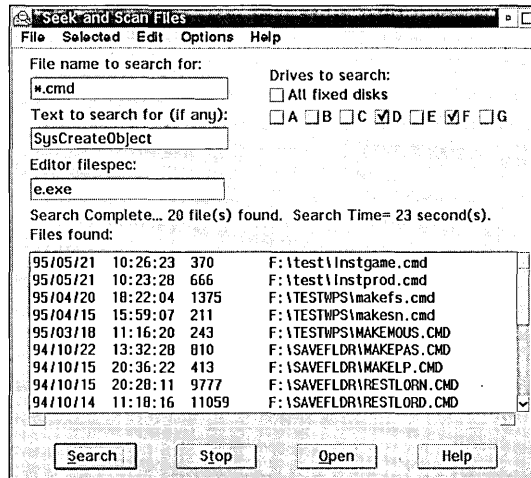 Seek and Scan Files
File Selected Edit Options Help
File name to search for:
*.cmd
Text to search for (if any):
SysCreateObject
Editor filespec:
e.exe
Drives to search:
All fixed disks
A B C D E F G
Search Complete... 20 file(s) found. Search Time= 23 second(s).
Files found:
95/05/21 10:26:23 370 F:\test\Instgame.cmd
95/05/21 10:23:28 666 F:\test\Instprod.cmd
95/04/20 18:22:04 1375 F:\TESTWPS\makefs.cmd
95/04/15 15:59:07 211 F:\TESTWPS\makesn.cmd
95/03/18 11:16:20 243 F:\TESTWPS\MAKEMOUS.CMD
94/10/22 13:32:28 810 F:\SAVEFLDR\MAKEPAS.CMD
94/10/15 20:36:22 413 F:\SAVEFLDR\MAKELP.CMD
94/10/15 20:28:11 9777 F:\SAVEFLDR\RESTLORN.CMD
94/10/14 11:18:16 11059 F:\SAVEFLDR\RESTLORD.CMD
Search Stop Open Help